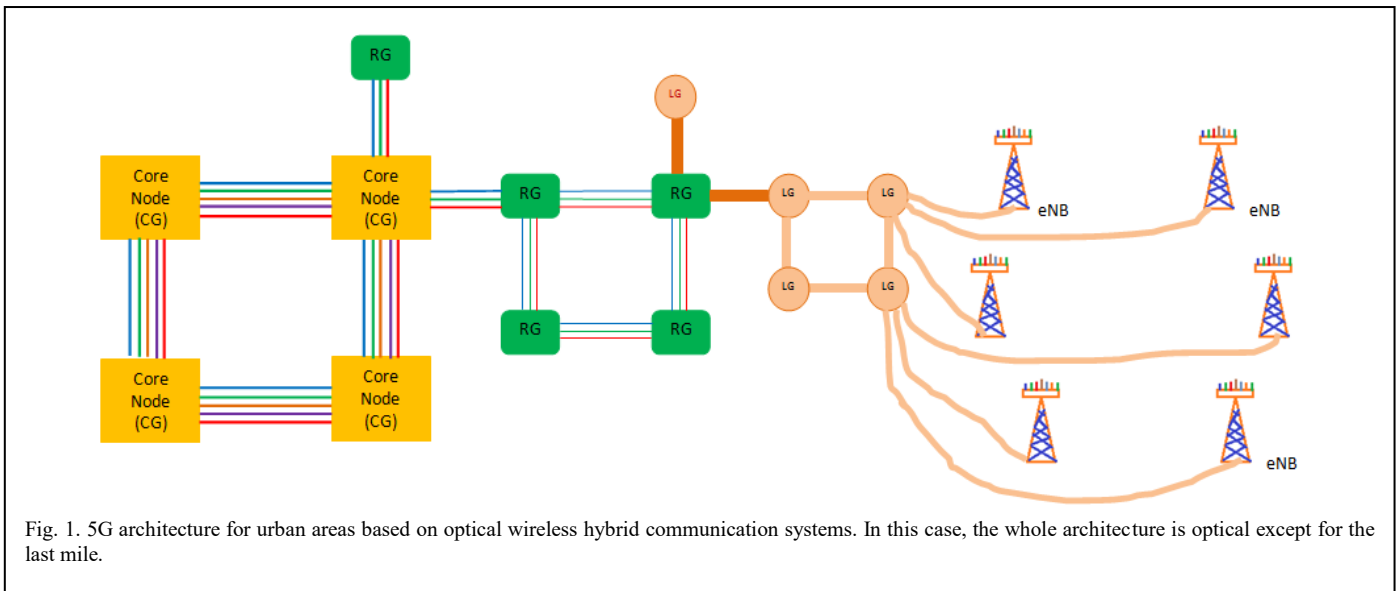 RG
LG
Core
Node
(CG)
Core
Node
(CG)
RG
RG
LG
LG
eNB
eNB
LG
LG
RG
RG
Core
Node
(CG)
Core
Node
(CG)
eNB
Fig. 1. 5G architecture for urban areas based on optical wireless hybrid communication systems. In this case, the whole architecture is optical except for the
last mile.